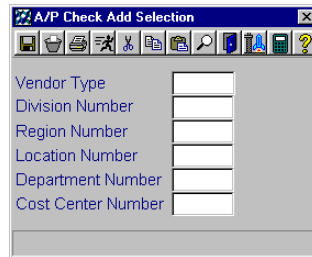 A/P Check Add Selection
Vendor Type
Division Number
Region Number
Location Number
Department Number
Cost Center Number